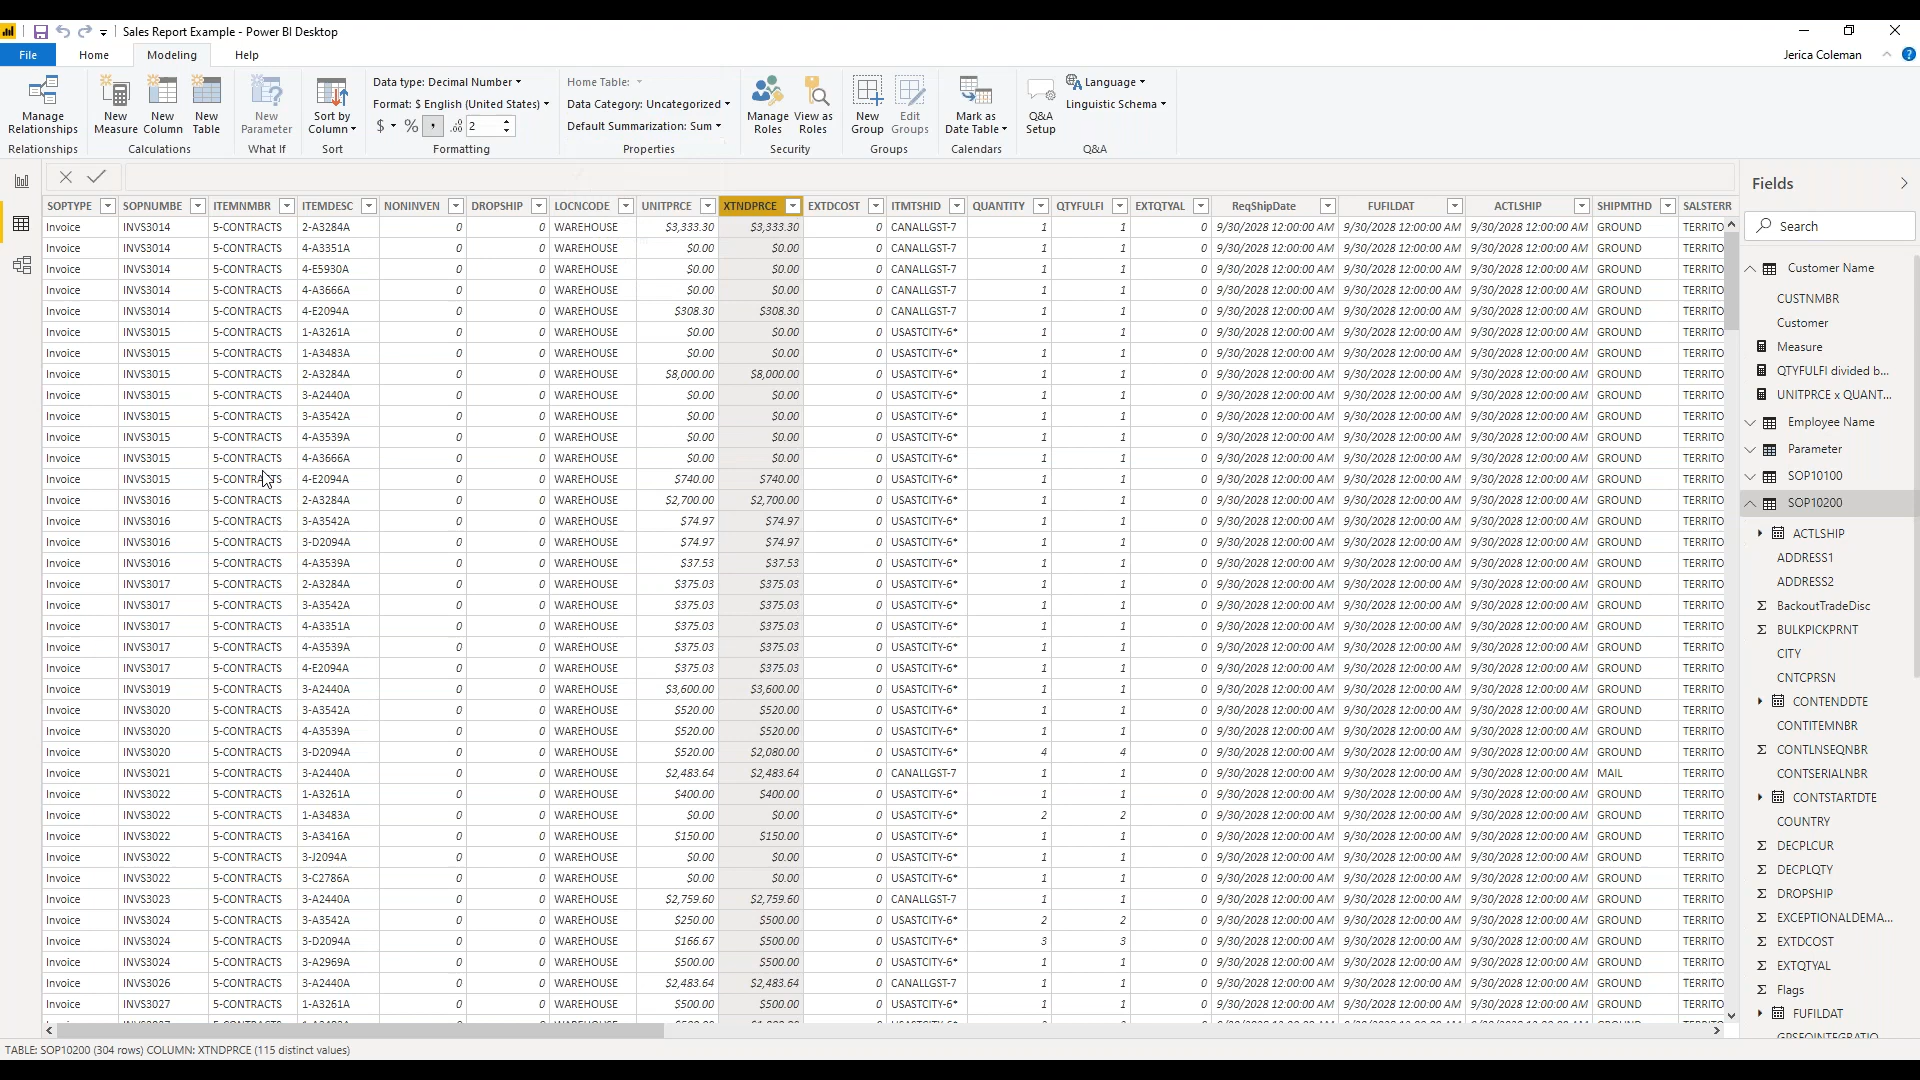 Sales Report Example - Power BI Desktop
File Home Modeling Help Jerica Coleman ?
Manage Relationships
Relationships
New Measure New Column New Table
Calculations
New Parameter
What If
Sort by Column
Sort
Data type: Decimal Number
Format: $ English (United States)
$ % , .00 2
Formatting
Home Table:
Data Category: Uncategorized
Default Summarization: Sum
Properties
Manage Roles View as Roles
Security
New Group Edit Groups
Groups
Mark as Date Table
Calendars
Q&A Setup
Language
Linguistic Schema
Q&A
SOPTYPE SOPNUMBE ITEMNMBR ITEMDESC NONINVEN DROPSHIP LOCNCODE UNITPRCE XTNDPRCE EXTDCOST ITMTSHID QUANTITY QTYFULFI EXTQTYAL ReqShipDate FUFILDAT ACTLSHIP SHIPMTHD SALSTERR
Invoice INVS3014 5-CONTRACTS 2-A3284A 0 0 WAREHOUSE $3,333.30 $3,333.30 0 CANALLGST-7 1 1 0 9/30/2028 12:00:00 AM 9/30/2028 12:00:00 AM 9/30/2028 12:00:00 AM GROUND TERRITO
Invoice INVS3014 5-CONTRACTS 4-A3351A 0 0 WAREHOUSE $0.00 $0.00 0 CANALLGST-7 1 1 0 9/30/2028 12:00:00 AM 9/30/2028 12:00:00 AM 9/30/2028 12:00:00 AM GROUND TERRITO
Invoice INVS3014 5-CONTRACTS 4-E5930A 0 0 WAREHOUSE $0.00 $0.00 0 CANALLGST-7 1 1 0 9/30/2028 12:00:00 AM 9/30/2028 12:00:00 AM 9/30/2028 12:00:00 AM GROUND TERRITO
Invoice INVS3014 5-CONTRACTS 4-A3666A 0 0 WAREHOUSE $0.00 $0.00 0 CANALLGST-7 1 1 0 9/30/2028 12:00:00 AM 9/30/2028 12:00:00 AM 9/30/2028 12:00:00 AM GROUND TERRITO
Invoice INVS3014 5-CONTRACTS 4-E2094A 0 0 WAREHOUSE $308.30 $308.30 0 CANALLGST-7 1 1 0 9/30/2028 12:00:00 AM 9/30/2028 12:00:00 AM 9/30/2028 12:00:00 AM GROUND TERRITO
Invoice INVS3015 5-CONTRACTS 1-A3261A 0 0 WAREHOUSE $0.00 $0.00 0 USASTCITY-6* 1 1 0 9/30/2028 12:00:00 AM 9/30/2028 12:00:00 AM 9/30/2028 12:00:00 AM GROUND TERRITO
Invoice INVS3015 5-CONTRACTS 1-A3483A 0 0 WAREHOUSE $0.00 $0.00 0 USASTCITY-6* 1 1 0 9/30/2028 12:00:00 AM 9/30/2028 12:00:00 AM 9/30/2028 12:00:00 AM GROUND TERRITO
Invoice INVS3015 5-CONTRACTS 2-A3284A 0 0 WAREHOUSE $8,000.00 $8,000.00 0 USASTCITY-6* 1 1 0 9/30/2028 12:00:00 AM 9/30/2028 12:00:00 AM 9/30/2028 12:00:00 AM GROUND TERRITO
Invoice INVS3015 5-CONTRACTS 3-A2440A 0 0 WAREHOUSE $0.00 $0.00 0 USASTCITY-6* 1 1 0 9/30/2028 12:00:00 AM 9/30/2028 12:00:00 AM 9/30/2028 12:00:00 AM GROUND TERRITO
Invoice INVS3015 5-CONTRACTS 3-A3542A 0 0 WAREHOUSE $0.00 $0.00 0 USASTCITY-6* 1 1 0 9/30/2028 12:00:00 AM 9/30/2028 12:00:00 AM 9/30/2028 12:00:00 AM GROUND TERRITO
Invoice INVS3015 5-CONTRACTS 4-A3539A 0 0 WAREHOUSE $0.00 $0.00 0 USASTCITY-6* 1 1 0 9/30/2028 12:00:00 AM 9/30/2028 12:00:00 AM 9/30/2028 12:00:00 AM GROUND TERRITO
Invoice INVS3015 5-CONTRACTS 4-A3666A 0 0 WAREHOUSE $0.00 $0.00 0 USASTCITY-6* 1 1 0 9/30/2028 12:00:00 AM 9/30/2028 12:00:00 AM 9/30/2028 12:00:00 AM GROUND TERRITO
Invoice INVS3015 5-CONTRACTS 4-E2094A 0 0 WAREHOUSE $740.00 $740.00 0 USASTCITY-6* 1 1 0 9/30/2028 12:00:00 AM 9/30/2028 12:00:00 AM 9/30/2028 12:00:00 AM GROUND TERRITO
Invoice INVS3016 5-CONTRACTS 2-A3284A 0 0 WAREHOUSE $2,700.00 $2,700.00 0 USASTCITY-6* 1 1 0 9/30/2028 12:00:00 AM 9/30/2028 12:00:00 AM 9/30/2028 12:00:00 AM GROUND TERRITO
Invoice INVS3016 5-CONTRACTS 3-A3542A 0 0 WAREHOUSE $74.97 $74.97 0 USASTCITY-6* 1 1 0 9/30/2028 12:00:00 AM 9/30/2028 12:00:00 AM 9/30/2028 12:00:00 AM GROUND TERRITO
Invoice INVS3016 5-CONTRACTS 3-D2094A 0 0 WAREHOUSE $74.97 $74.97 0 USASTCITY-6* 1 1 0 9/30/2028 12:00:00 AM 9/30/2028 12:00:00 AM 9/30/2028 12:00:00 AM GROUND TERRITO
Invoice INVS3016 5-CONTRACTS 4-A3539A 0 0 WAREHOUSE $37.53 $37.53 0 USASTCITY-6* 1 1 0 9/30/2028 12:00:00 AM 9/30/2028 12:00:00 AM 9/30/2028 12:00:00 AM GROUND TERRITO
Invoice INVS3017 5-CONTRACTS 2-A3284A 0 0 WAREHOUSE $375.03 $375.03 0 USASTCITY-6* 1 1 0 9/30/2028 12:00:00 AM 9/30/2028 12:00:00 AM 9/30/2028 12:00:00 AM GROUND TERRITO
Invoice INVS3017 5-CONTRACTS 3-A3542A 0 0 WAREHOUSE $375.03 $375.03 0 USASTCITY-6* 1 1 0 9/30/2028 12:00:00 AM 9/30/2028 12:00:00 AM 9/30/2028 12:00:00 AM GROUND TERRITO
Invoice INVS3017 5-CONTRACTS 4-A3351A 0 0 WAREHOUSE $375.03 $375.03 0 USASTCITY-6* 1 1 0 9/30/2028 12:00:00 AM 9/30/2028 12:00:00 AM 9/30/2028 12:00:00 AM GROUND TERRITO
Invoice INVS3017 5-CONTRACTS 4-A3539A 0 0 WAREHOUSE $375.03 $375.03 0 USASTCITY-6* 1 1 0 9/30/2028 12:00:00 AM 9/30/2028 12:00:00 AM 9/30/2028 12:00:00 AM GROUND TERRITO
Invoice INVS3017 5-CONTRACTS 4-E2094A 0 0 WAREHOUSE $375.03 $375.03 0 USASTCITY-6* 1 1 0 9/30/2028 12:00:00 AM 9/30/2028 12:00:00 AM 9/30/2028 12:00:00 AM GROUND TERRITO
Invoice INVS3019 5-CONTRACTS 3-A2440A 0 0 WAREHOUSE $3,600.00 $3,600.00 0 USASTCITY-6* 1 1 0 9/30/2028 12:00:00 AM 9/30/2028 12:00:00 AM 9/30/2028 12:00:00 AM GROUND TERRITO
Invoice INVS3020 5-CONTRACTS 3-A3542A 0 0 WAREHOUSE $520.00 $520.00 0 USASTCITY-6* 1 1 0 9/30/2028 12:00:00 AM 9/30/2028 12:00:00 AM 9/30/2028 12:00:00 AM GROUND TERRITO
Invoice INVS3020 5-CONTRACTS 4-A3539A 0 0 WAREHOUSE $520.00 $520.00 0 USASTCITY-6* 1 1 0 9/30/2028 12:00:00 AM 9/30/2028 12:00:00 AM 9/30/2028 12:00:00 AM GROUND TERRITO
Invoice INVS3020 5-CONTRACTS 3-D2094A 0 0 WAREHOUSE $520.00 $2,080.00 0 USASTCITY-6* 4 4 0 9/30/2028 12:00:00 AM 9/30/2028 12:00:00 AM 9/30/2028 12:00:00 AM GROUND TERRITO
Invoice INVS3021 5-CONTRACTS 3-A2440A 0 0 WAREHOUSE $2,483.64 $2,483.64 0 CANALLGST-7 1 1 0 9/30/2028 12:00:00 AM 9/30/2028 12:00:00 AM 9/30/2028 12:00:00 AM MAIL TERRITO
Invoice INVS3022 5-CONTRACTS 1-A3261A 0 0 WAREHOUSE $400.00 $400.00 0 USASTCITY-6* 1 1 0 9/30/2028 12:00:00 AM 9/30/2028 12:00:00 AM 9/30/2028 12:00:00 AM GROUND TERRITO
Invoice INVS3022 5-CONTRACTS 1-A3483A 0 0 WAREHOUSE $0.00 $0.00 0 USASTCITY-6* 2 2 0 9/30/2028 12:00:00 AM 9/30/2028 12:00:00 AM 9/30/2028 12:00:00 AM GROUND TERRITO
Invoice INVS3022 5-CONTRACTS 3-A3416A 0 0 WAREHOUSE $150.00 $150.00 0 USASTCITY-6* 1 1 0 9/30/2028 12:00:00 AM 9/30/2028 12:00:00 AM 9/30/2028 12:00:00 AM GROUND TERRITO
Invoice INVS3022 5-CONTRACTS 3-J2094A 0 0 WAREHOUSE $0.00 $0.00 0 USASTCITY-6* 1 1 0 9/30/2028 12:00:00 AM 9/30/2028 12:00:00 AM 9/30/2028 12:00:00 AM GROUND TERRITO
Invoice INVS3022 5-CONTRACTS 3-C2786A 0 0 WAREHOUSE $0.00 $0.00 0 USASTCITY-6* 1 1 0 9/30/2028 12:00:00 AM 9/30/2028 12:00:00 AM 9/30/2028 12:00:00 AM GROUND TERRITO
Invoice INVS3023 5-CONTRACTS 3-A2440A 0 0 WAREHOUSE $2,759.60 $2,759.60 0 CANALLGST-7 1 1 0 9/30/2028 12:00:00 AM 9/30/2028 12:00:00 AM 9/30/2028 12:00:00 AM GROUND TERRITO
Invoice INVS3024 5-CONTRACTS 3-A3542A 0 0 WAREHOUSE $250.00 $500.00 0 USASTCITY-6* 2 2 0 9/30/2028 12:00:00 AM 9/30/2028 12:00:00 AM 9/30/2028 12:00:00 AM GROUND TERRITO
Invoice INVS3024 5-CONTRACTS 3-D2094A 0 0 WAREHOUSE $166.67 $500.00 0 USASTCITY-6* 3 3 0 9/30/2028 12:00:00 AM 9/30/2028 12:00:00 AM 9/30/2028 12:00:00 AM GROUND TERRITO
Invoice INVS3024 5-CONTRACTS 3-A2969A 0 0 WAREHOUSE $500.00 $500.00 0 USASTCITY-6* 1 1 0 9/30/2028 12:00:00 AM 9/30/2028 12:00:00 AM 9/30/2028 12:00:00 AM GROUND TERRITO
Invoice INVS3026 5-CONTRACTS 3-A2440A 0 0 WAREHOUSE $2,483.64 $2,483.64 0 CANALLGST-7 1 1 0 9/30/2028 12:00:00 AM 9/30/2028 12:00:00 AM 9/30/2028 12:00:00 AM GROUND TERRITO
Invoice INVS3027 5-CONTRACTS 1-A3261A 0 0 WAREHOUSE $500.00 $500.00 0 USASTCITY-6* 1 1 0 9/30/2028 12:00:00 AM 9/30/2028 12:00:00 AM 9/30/2028 12:00:00 AM GROUND TERRITO
TABLE: SOP10200 (304 rows) COLUMN: XTNDPRCE (115 distinct values)
Fields
Search
Customer Name
CUSTNMBR
Customer
Measure
QTYFULFI divided b...
UNITPRCE x QUANT...
Employee Name
Parameter
SOP10100
SOP10200
ACTLSHIP
ADDRESS1
ADDRESS2
Σ BackoutTradeDisc
Σ BULKPICKPRNT
CITY
CNTCPRSN
CONTENDDTE
CONTITEMNBR
Σ CONTLNSEQNBR
CONTSERIALNBR
CONTSTARTDTE
COUNTRY
Σ DECPLCUR
Σ DECPLQTY
Σ DROPSHIP
Σ EXCEPTIONALDEMA...
Σ EXTDCOST
Σ EXTQTYAL
Σ Flags
FUFILDAT